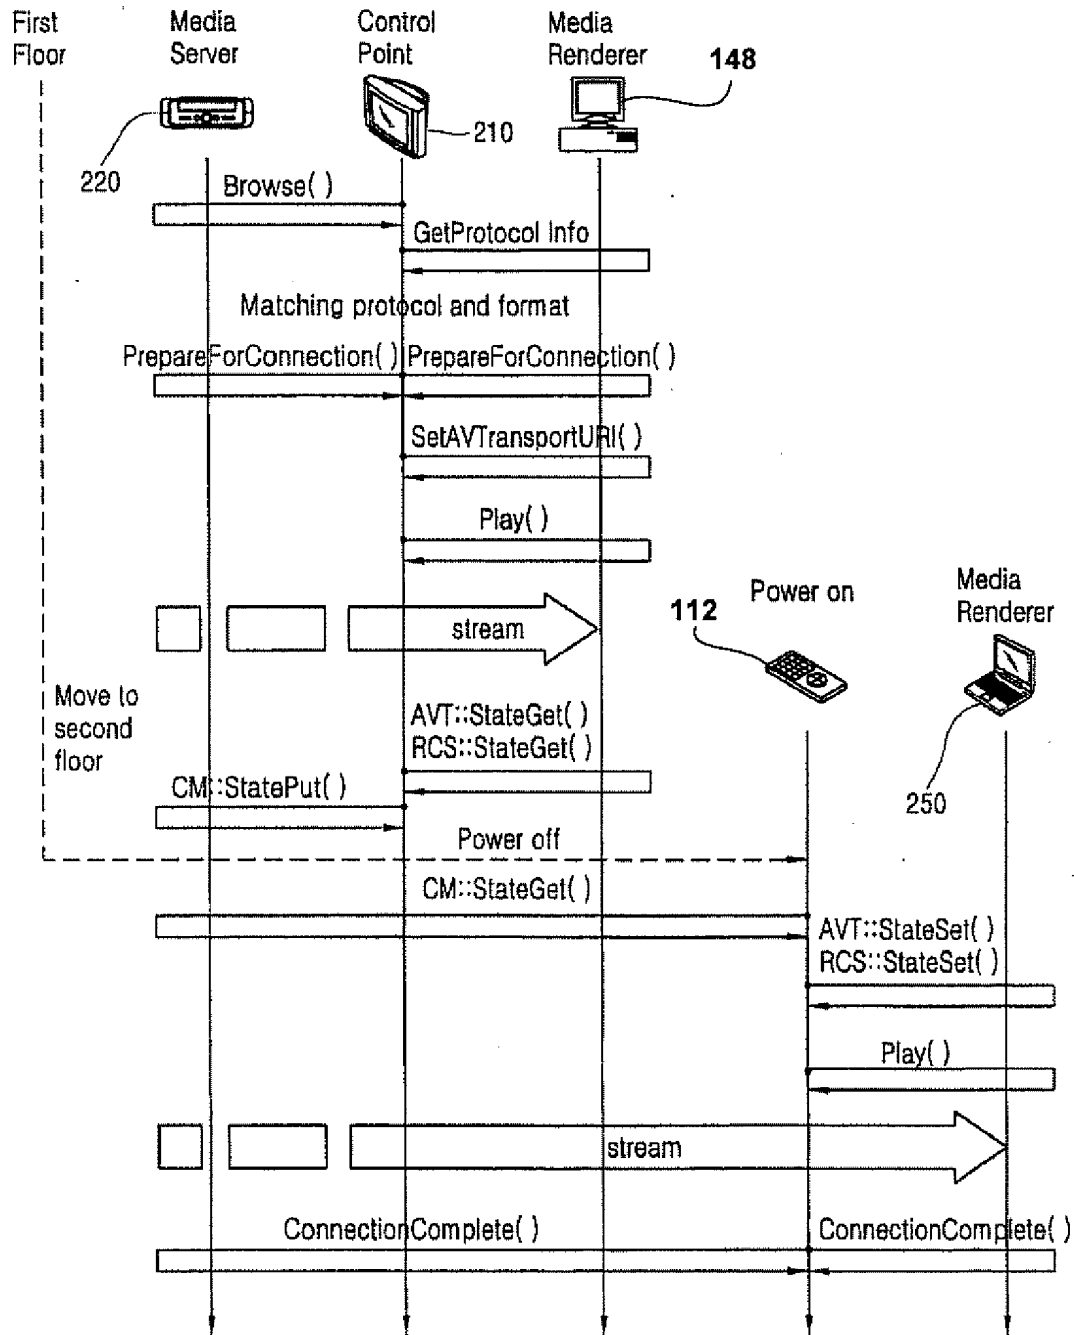 First
Floor
Media
Server
Control
Point
Media
Renderer
148
210
220
Browse( )
GetProtocol Info
Matching protocol and format
PrepareForConnection( )
PrepareForConnection( )
SetAVTransportURI( )
Play( )
stream
112
Power on
Media
Renderer
250
Move to
second
floor
AVT::StateGet( )
RCS::StateGet( )
CM::StatePut( )
Power off
CM::StateGet( )
AVT::StateSet( )
RCS::StateSet( )
Play( )
stream
ConnectionComplete( )
ConnectionComplete( )